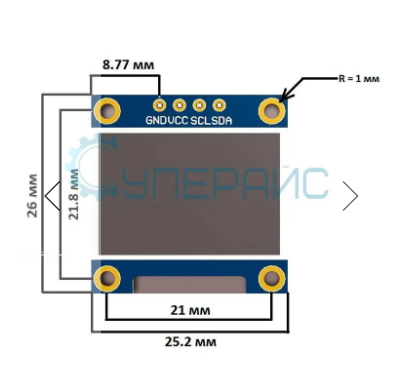 8.77 мм
R = 1 мм
GND VCC SCL SDA
26 мм
21.8 мм
СУПЕРАЙС
21 мм
25.2 мм